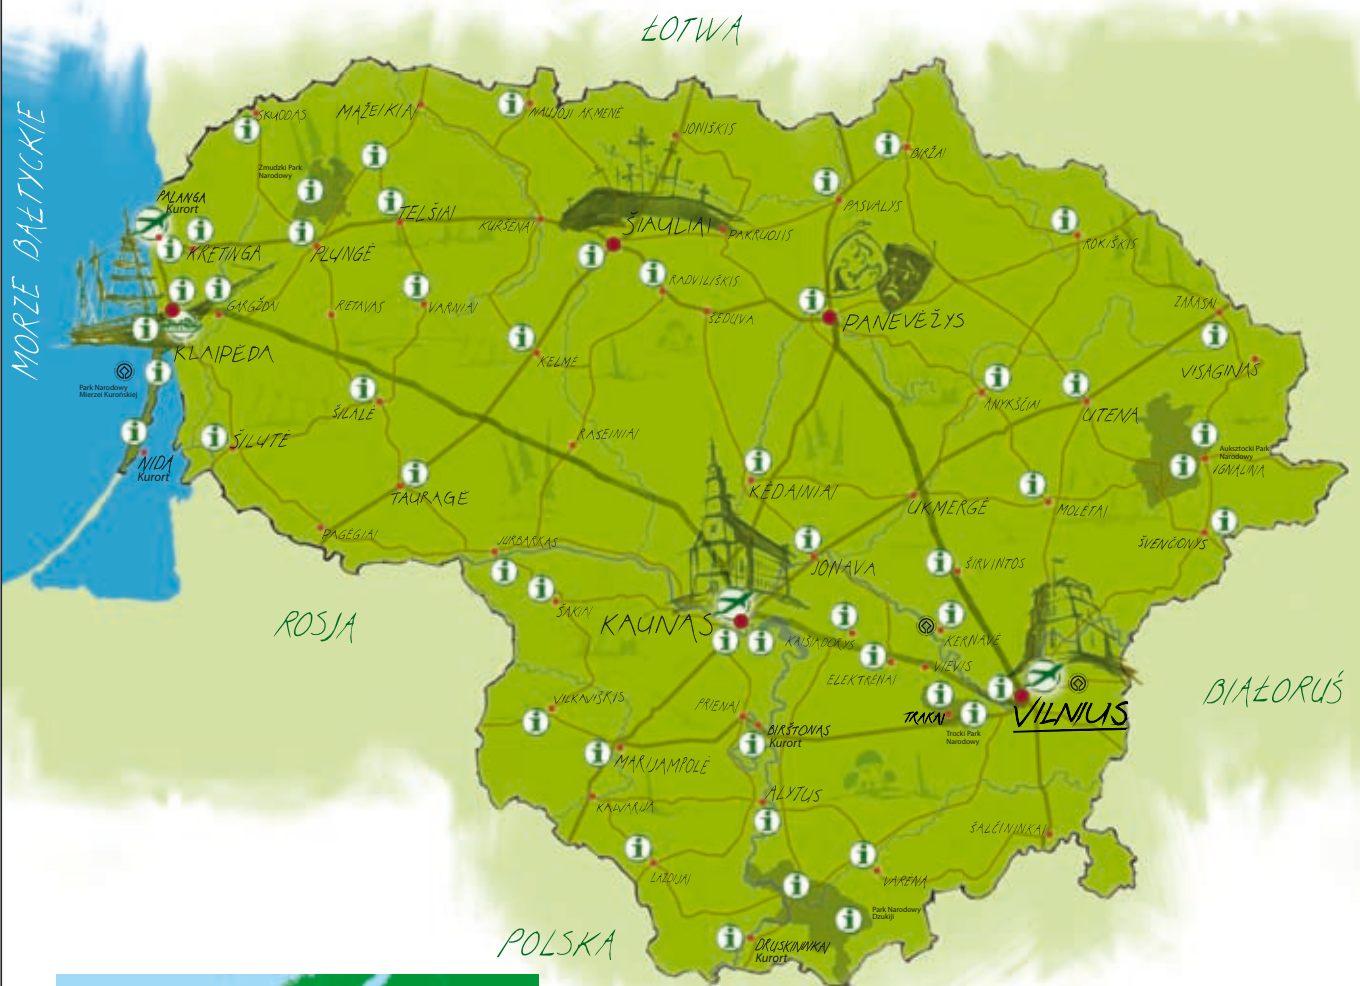 ŁOTWA
MORZE BAŁTYCKIE
SKUODAS
MAŽEIKIAI
NAUJOJI AKMENĖ
JONIŠKIS
BIRŽAI
Żmudzki Park
Narodowy
PALANGA
Kurort
TELŠIAI
KURŠĖNAI
ŠIAULIAI
PAKRUOJIS
PASVALYS
ROKIŠKIS
KRETINGA
PLUNGĖ
RADVILIŠKIS
GARGŽDAI
RIETAVAS
VARNIAI
ŠEDUVA
PANEVĖŽYS
ZARASAI
KLAIPĖDA
KELMĖ
VISAGINAS
Park Narodowy
Mierzei Kurońskiej
ŠILALĖ
ANYKŠČIAI
UTENA
ŠILUTĖ
RASEINIAI
Auksztocki Park
Narodowy
IGNALINA
NIDA
Kurort
TAURAGĖ
KĖDAINIAI
UKMERGĖ
MOLĖTAI
PAGĖGIAI
JURBARKAS
JONAVA
ŠIRVINTOS
ŠVENČIONYS
ŠAKIAI
ROSJA
KAUNAS
KAIŠIADORYS
KERNAVĖ
ELEKTRĖNAI
VIEVIS
VILKAVIŠKIS
PRIENAI
TRAKAI
VILNIUS
BIAŁORUŚ
BIRŠTONAS
Kurort
Trocki Park
Narodowy
MARIJAMPOLĖ
KALVARIJA
ALYTUS
ŠALČININKAI
LAZDIJAI
VARĖNA
Park Narodowy
Dzukiji
POLSKA
DRUSKININKAI
Kurort